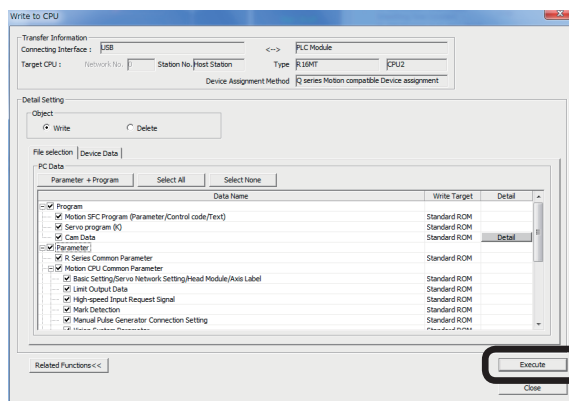 Write to CPU
Transfer Information
Connecting Interface : USB <--> PLC Module
Target CPU : Network No. 0 Station No. Host Station Type R16MT CPU2
Device Assignment Method Q series Motion compatible Device assignment
Detail Setting
Object
Write Delete
File selection Device Data
PC Data
Parameter + Program Select All Select None
Data Name Write Target Detail
Program
Motion SFC Program (Parameter/Control code/Text) Standard ROM
Servo program (K) Standard ROM
Cam Data Standard ROM Detail
Parameter
R Series Common Parameter Standard ROM
Motion CPU Common Parameter
Basic Setting/Servo Network Setting/Head Module/Axis Label Standard ROM
Limit Output Data Standard ROM
High-speed Input Request Signal Standard ROM
Mark Detection Standard ROM
Manual Pulse Generator Connection Setting Standard ROM
Vision System Parameter Standard ROM
Related Functions<< Execute
Close